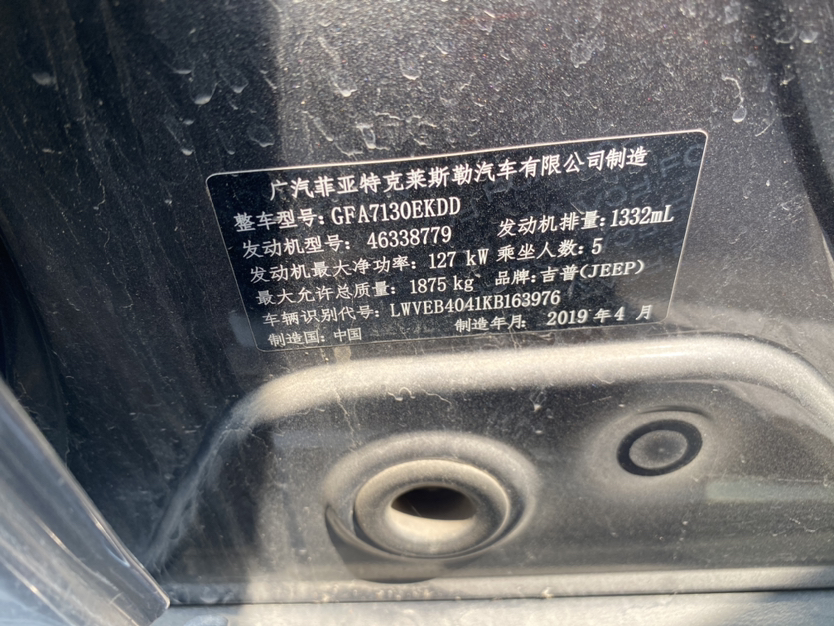 广汽菲亚特克莱斯勒汽车有限公司制造
整车型号:GFA7130EKDD
发动机型号: 46338779 发动机排量:1332mL
发动机最大净功率: 127 kW 乘坐人数:5
最大允许总质量: 1875 kg 品牌:吉普(JEEP)
车辆识别代号: LWVEB4041KB163976
制造国: 中国 制造年月: 2019 年 4 月